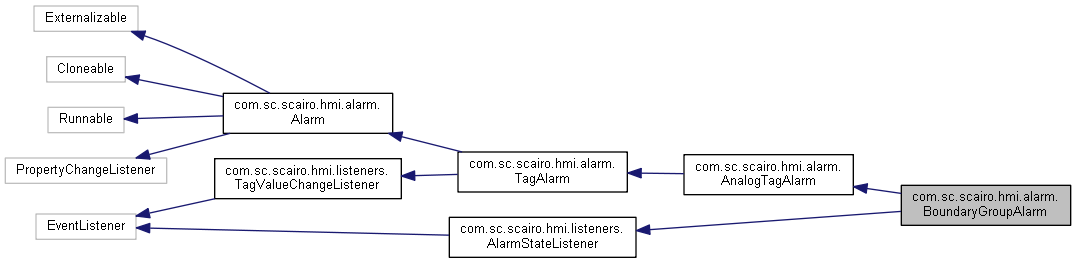 Externalizable
Cloneable
Runnable
PropertyChangeListener
EventListener
com.sc.scairo.hmi.alarm.
Alarm
com.sc.scairo.hmi.listeners.
TagValueChangeListener
com.sc.scairo.hmi.alarm.
TagAlarm
com.sc.scairo.hmi.listeners.
AlarmStateListener
com.sc.scairo.hmi.alarm.
AnalogTagAlarm
com.sc.scairo.hmi.alarm.
BoundaryGroupAlarm